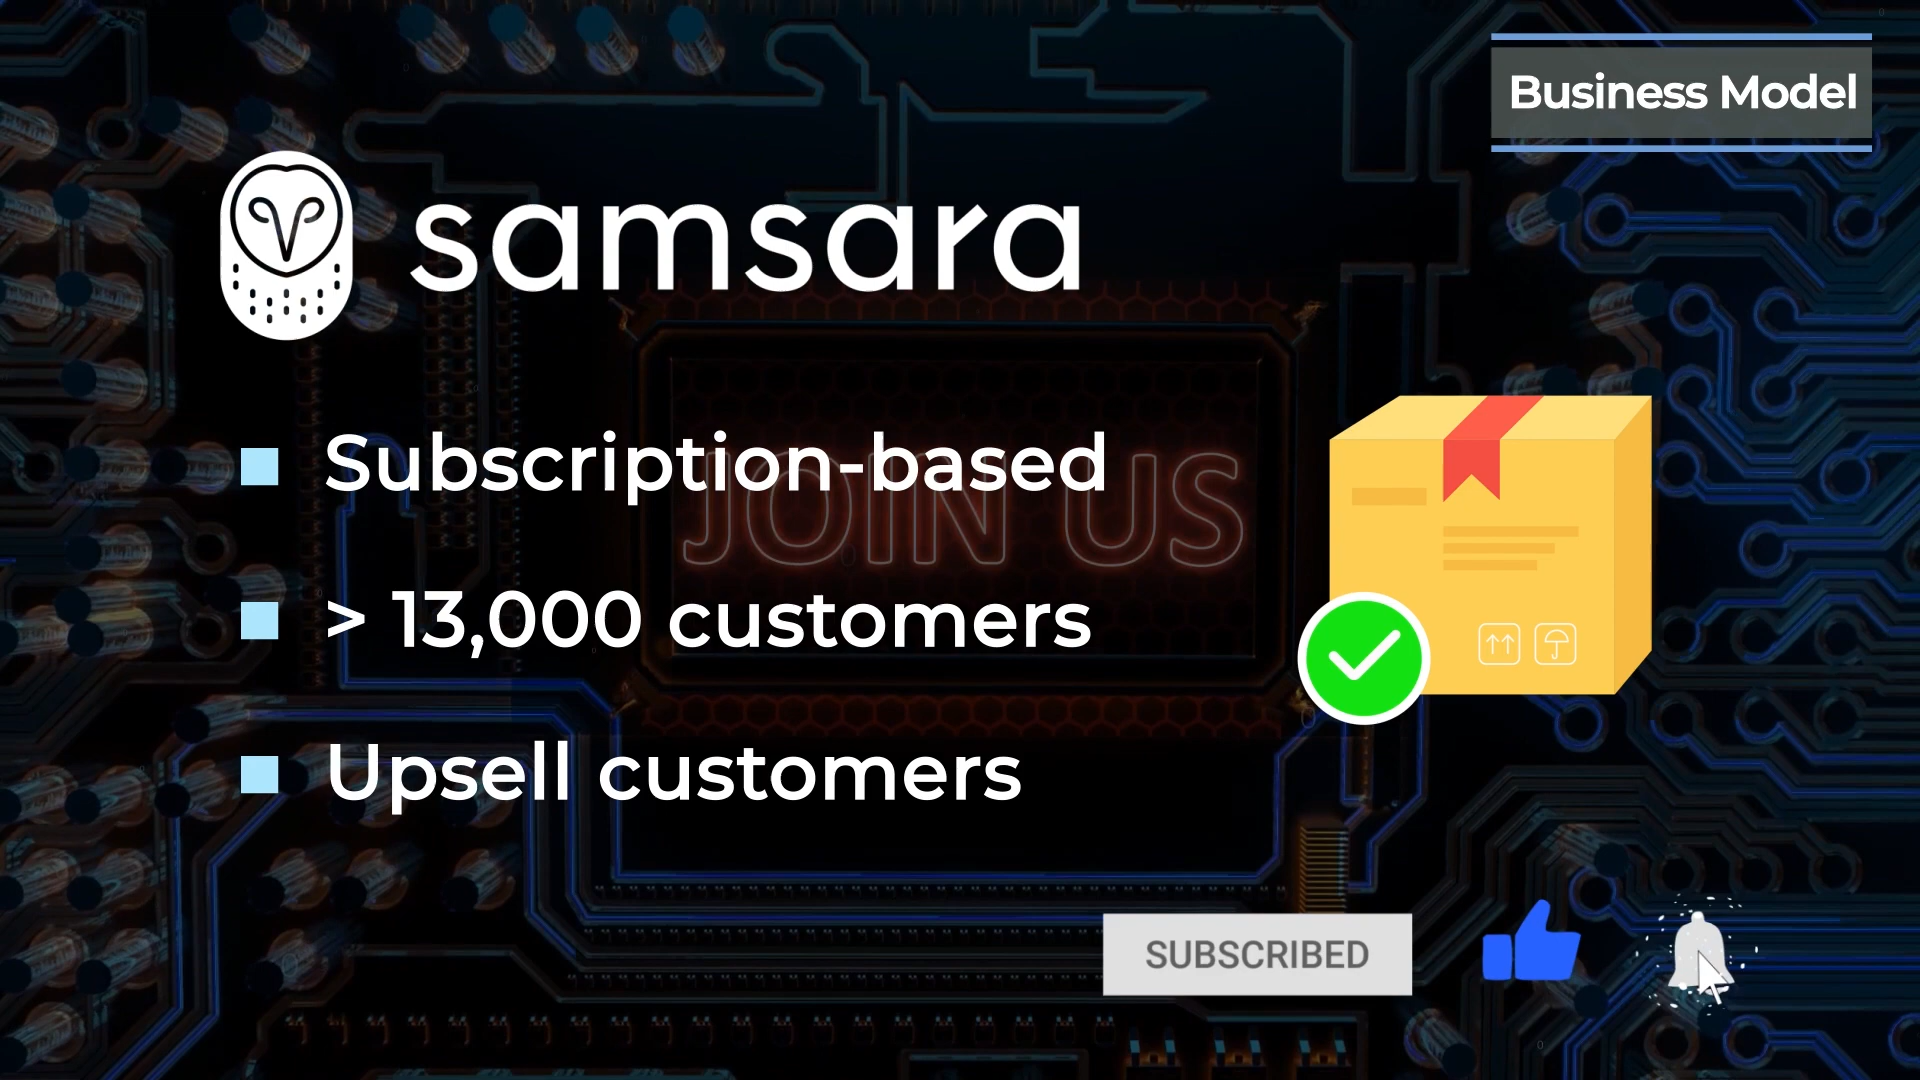 Business Model
samsara
Subscription-based
JOIN US
> 13,000 customers
Upsell customers
SUBSCRIBED